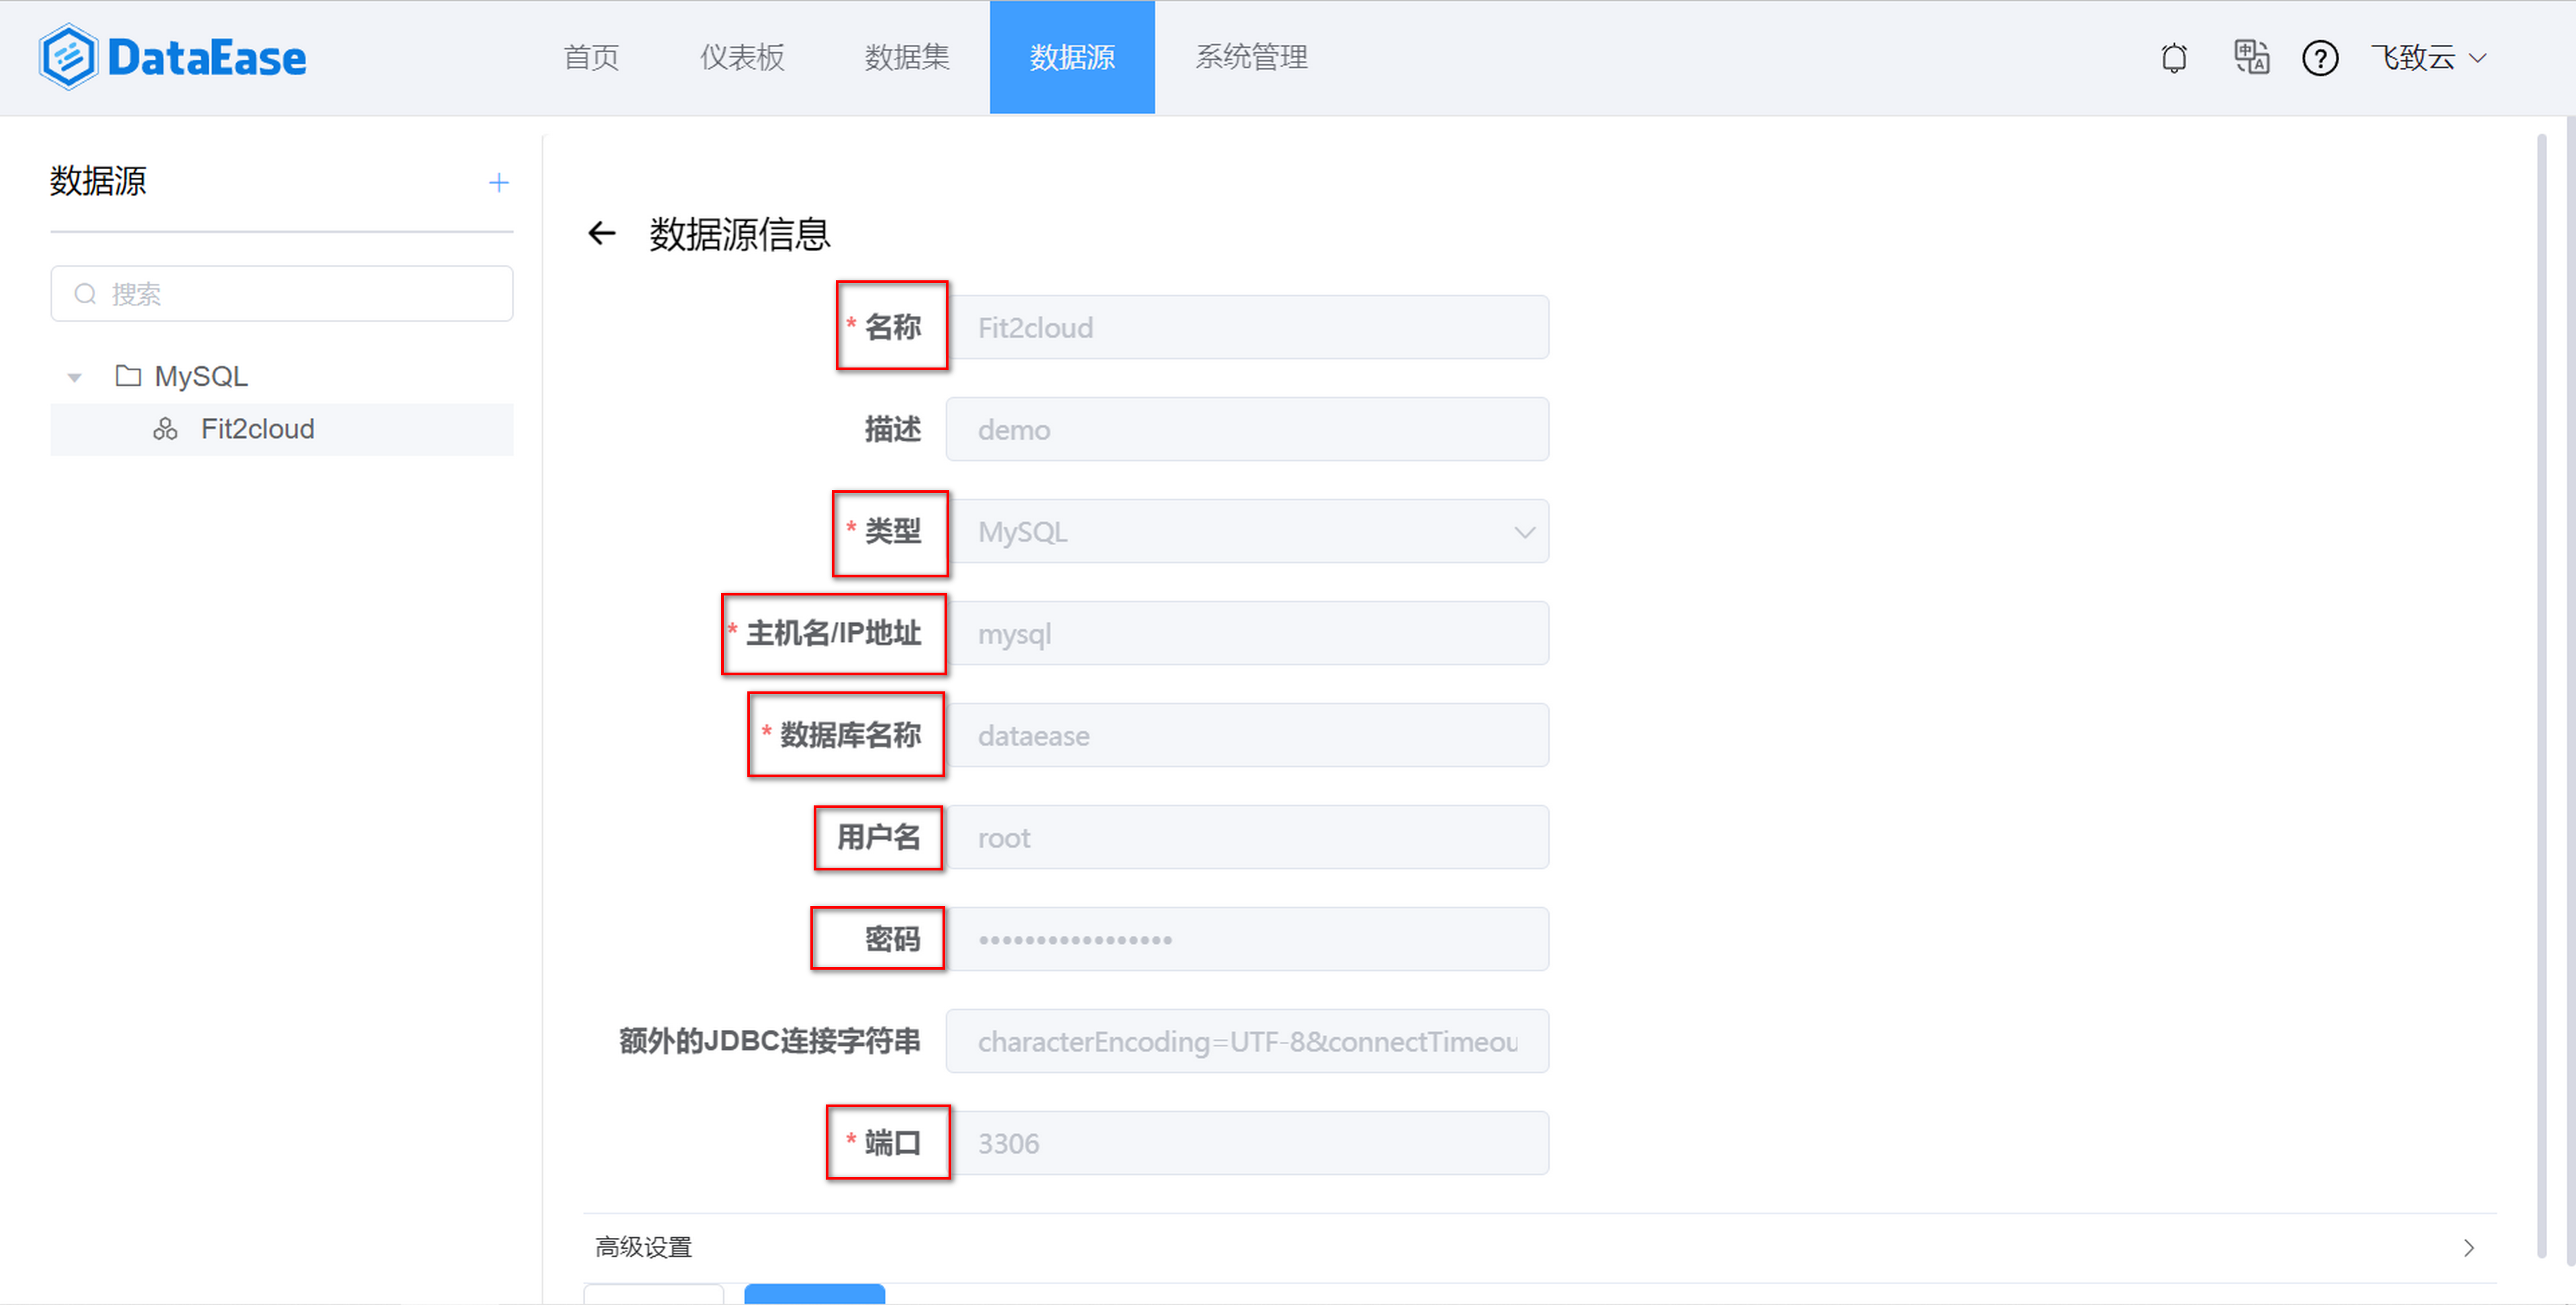 DataEase
首页 仪表板 数据集 数据源 系统管理 中 A ? 飞致云
数据源 +
搜索
MySQL
Fit2cloud
数据源信息
* 名称 Fit2cloud
描述 demo
* 类型 MySQL
* 主机名/IP地址 mysql
* 数据库名称 dataease
用户名 root
密码 •••••••••••••••••
额外的JDBC连接字符串 characterEncoding=UTF-8&connectTimeou
* 端口 3306
高级设置